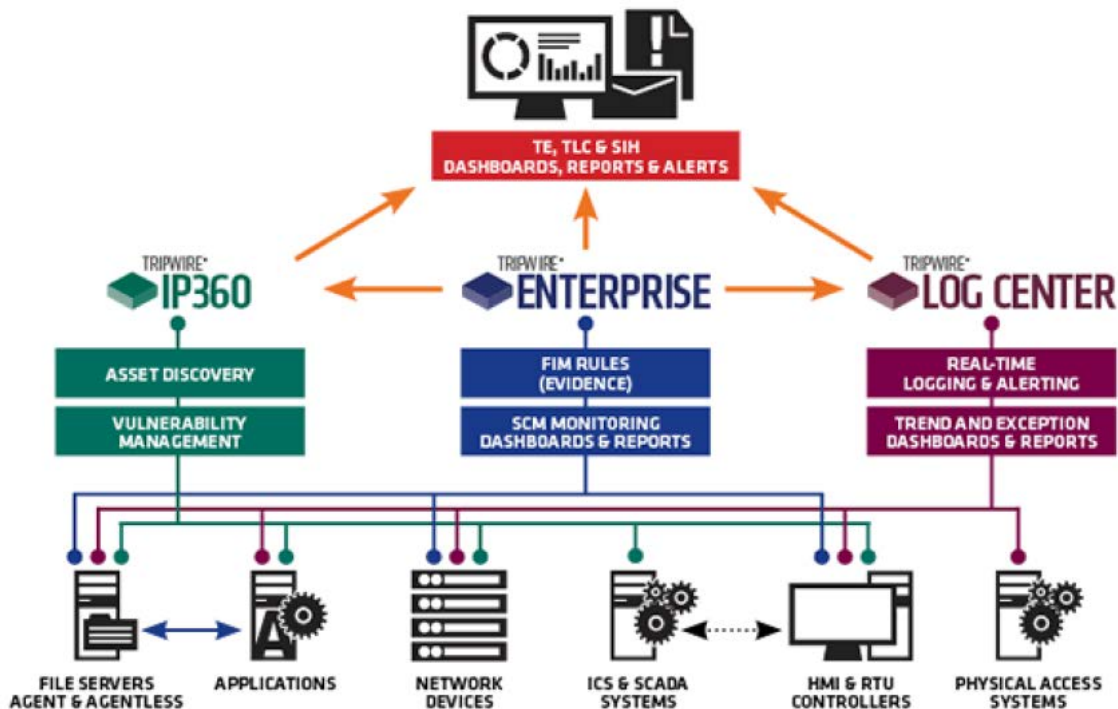 TE, TLC & SIH
DASHBOARDS, REPORTS & ALERTS
TRIPWIRE®
IP360
TRIPWIRE®
ENTERPRISE
TRIPWIRE®
LOG CENTER
ASSET DISCOVERY
VULNERABILITY
MANAGEMENT
FIM RULES
(EVIDENCE)
SCM MONITORING
DASHBOARDS & REPORTS
REAL-TIME
LOGGING & ALERTING
TREND AND EXCEPTION
DASHBOARDS & REPORTS
A
FILE SERVERS
AGENT & AGENTLESS
APPLICATIONS
NETWORK
DEVICES
ICS & SCADA
SYSTEMS
HMI & RTU
CONTROLLERS
PHYSICAL ACCESS
SYSTEMS